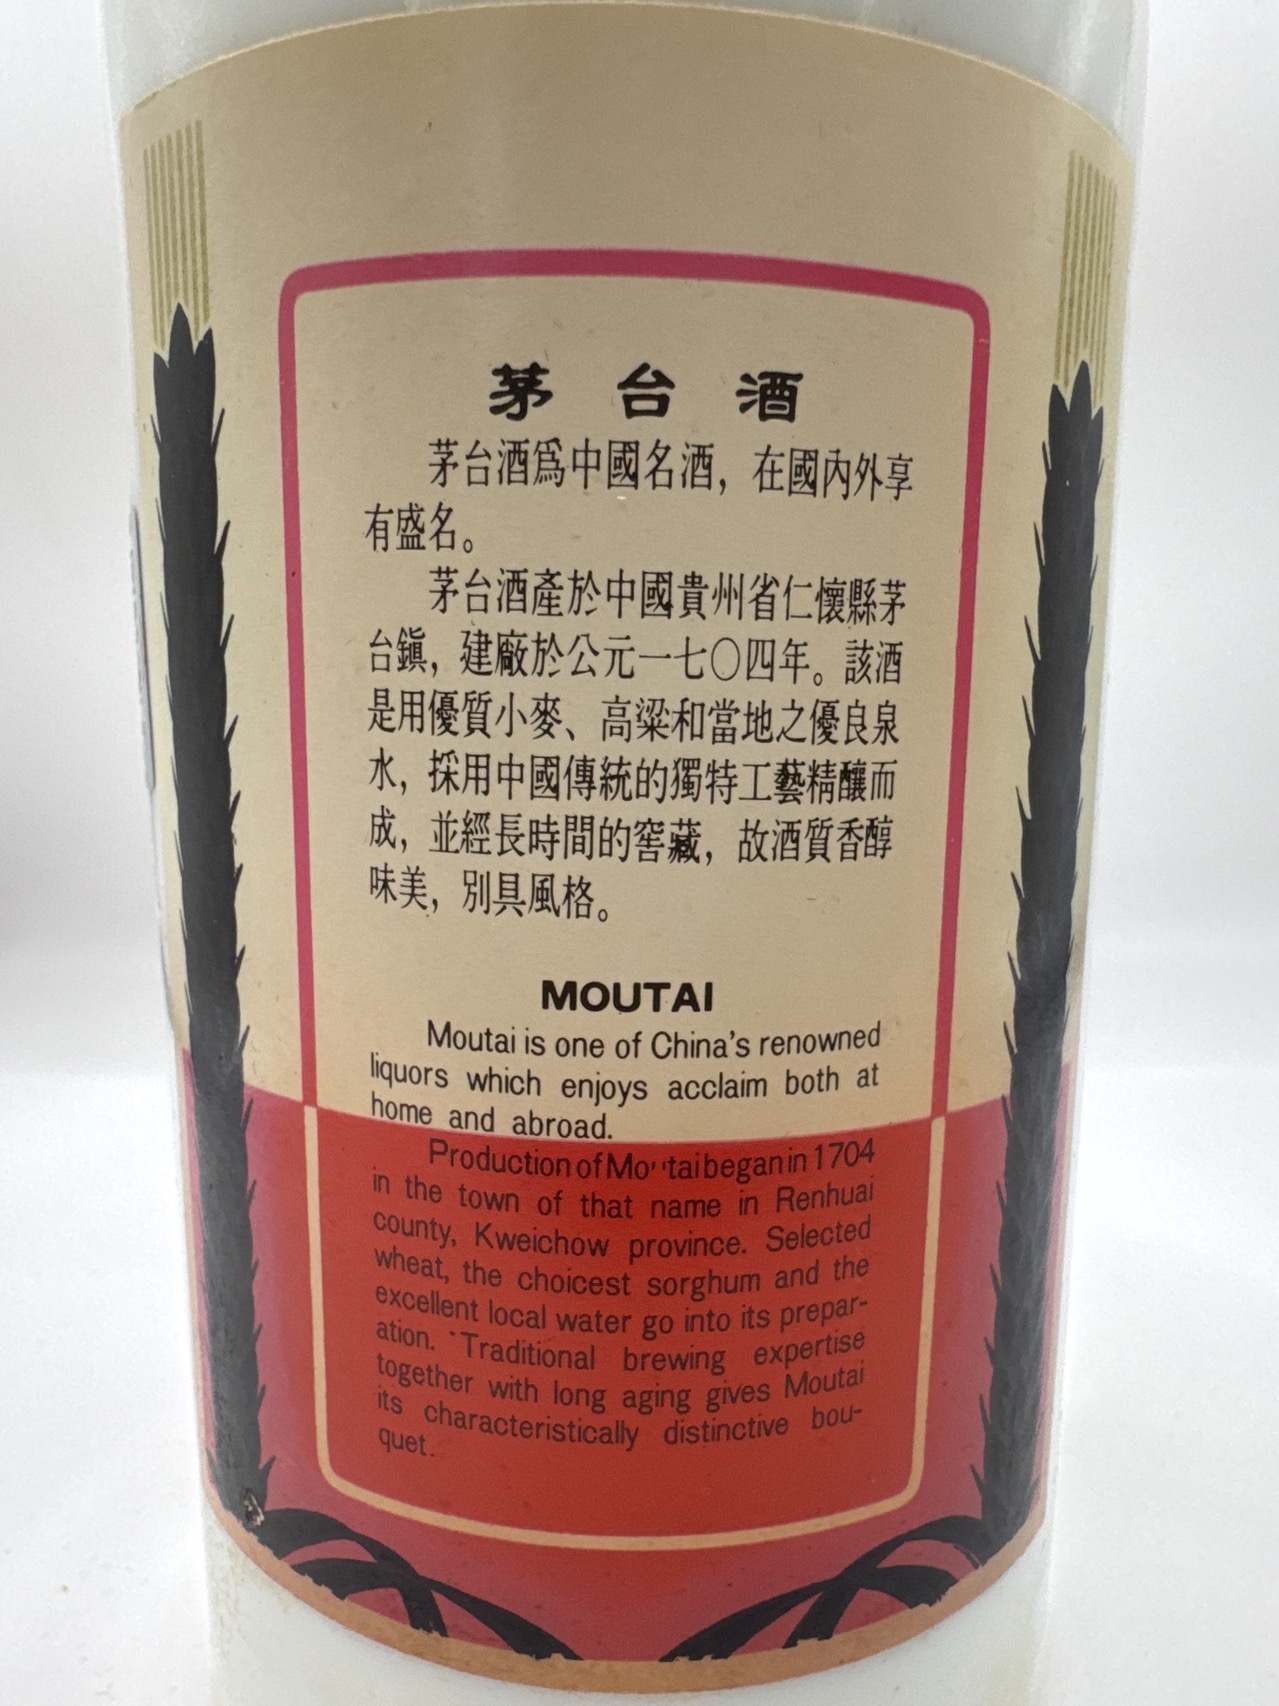 茅台酒
茅台酒爲中國名酒，在國內外享
有盛名。
茅台酒產於中國貴州省仁懷縣茅
台鎭，建廠於公元一七〇四年。該酒
是用優質小麥、高粱和當地之優良泉
水，採用中國傳統的獨特工藝精釀而
成，並經長時間的窖藏，故酒質香醇
味美，別具風格。
MOUTAI
Moutai is one of China's renowned
liquors which enjoys acclaim both at
home and abroad.
Production of Moutai began in 1704
in the town of that name in Renhuai
county, Kweichow province. Selected
wheat, the choicest sorghum and the
excellent local water go into its prepar-
ation. Traditional brewing expertise
together with long aging gives Moutai
its characteristically distinctive bou-
quet.